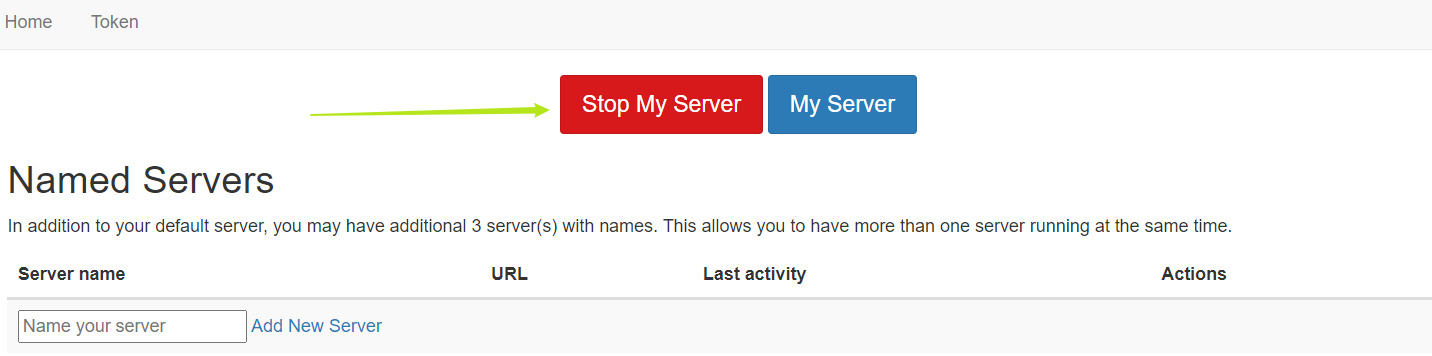 Home Token
Stop My Server My Server
Named Servers
In addition to your default server, you may have additional 3 server(s) with names. This allows you to have more than one server running at the same time.
Server name URL Last activity Actions
Name your server Add New Server